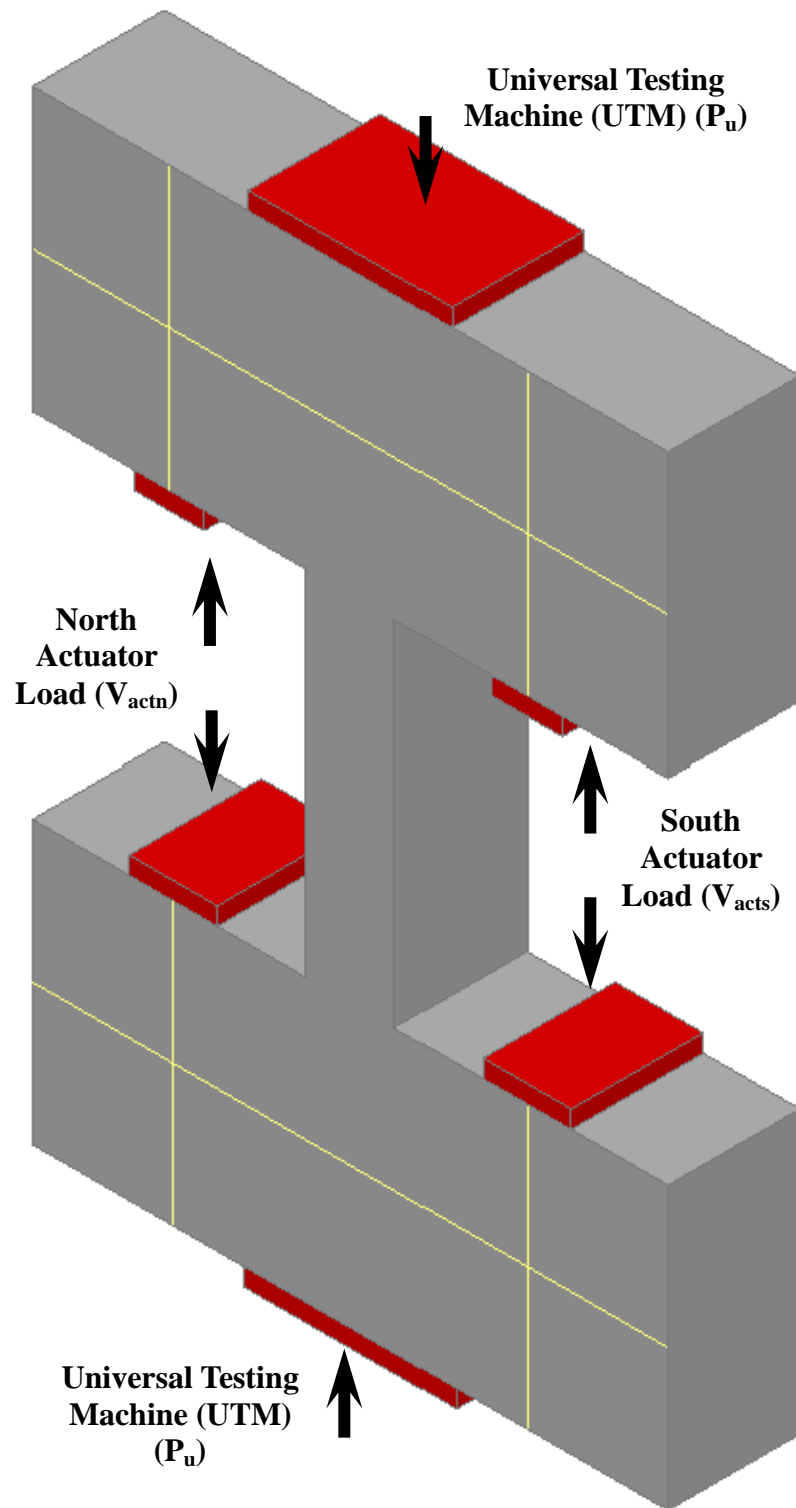 Universal Testing
Machine (UTM) (Pu)
North
Actuator
Load (Vactn)
South
Actuator
Load (Vacts)
Universal Testing
Machine (UTM)
(Pu)